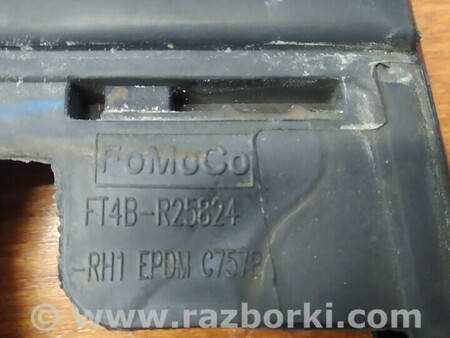 FoMoCo
FT4B-R25824
-RH1 EPDM C757P
© www.razborki.com